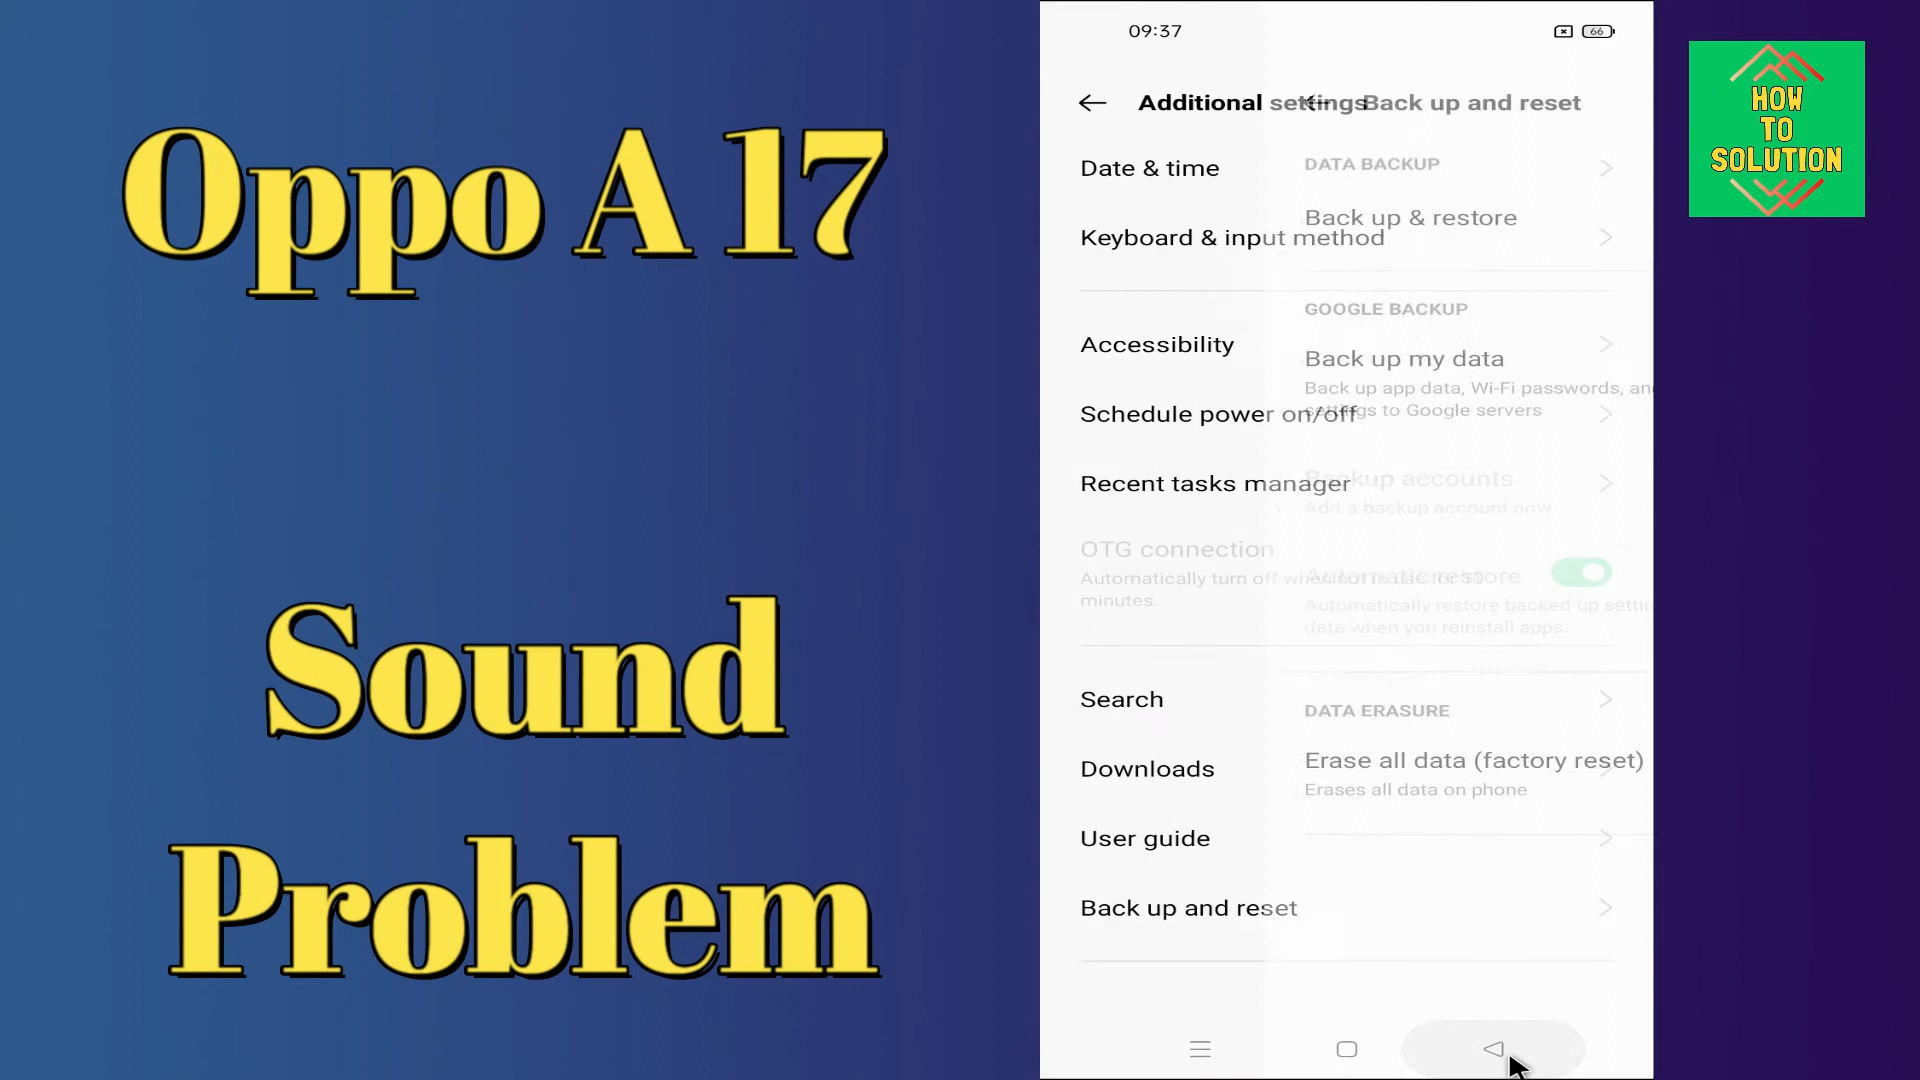 Oppo A 17
Sound
Problem
09:37
66
Additional settings
Date & time
Keyboard & input method
Accessibility
Schedule power on/off
Recent tasks manager
OTG connection
Automatically turn off when not in use for 10
minutes.
Search
Downloads
User guide
Back up and reset
Back up and reset
DATA BACKUP
Back up & restore
GOOGLE BACKUP
Back up my data
Back up app data, Wi-Fi passwords, an
settings to Google servers
Backup accounts
Add a backup account now
Automatic restore
Automatically restore backed up settin
data when you reinstall apps.
DATA ERASURE
Erase all data (factory reset)
Erases all data on phone
HOW
TO
SOLUTION